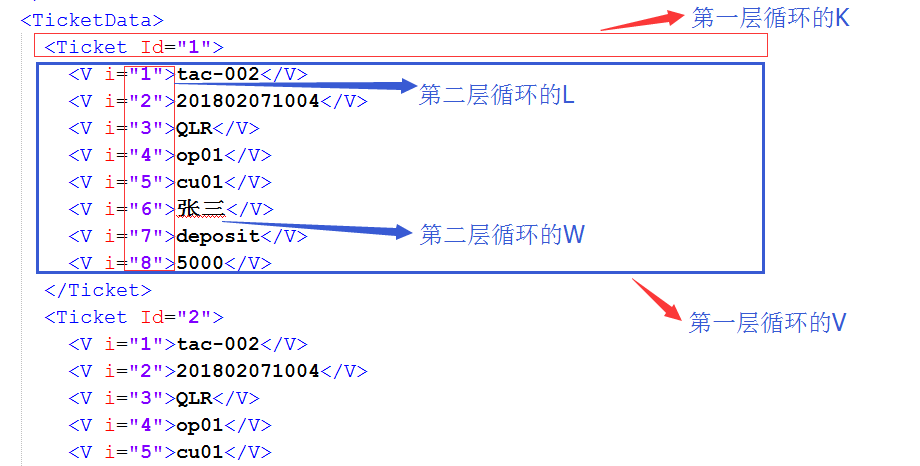 <TicketData>
第一层循环的K
<Ticket Id="1">
<V i="1">tac-002</V>
第二层循环的L
<V i="2">201802071004</V>
<V i="3">QLR</V>
<V i="4">op01</V>
<V i="5">cu01</V>
<V i="6">张三</V>
第二层循环的W
<V i="7">deposit</V>
<V i="8">5000</V>
</Ticket>
第一层循环的V
<Ticket Id="2">
<V i="1">tac-002</V>
<V i="2">201802071004</V>
<V i="3">QLR</V>
<V i="4">op01</V>
<V i="5">cu01</V>